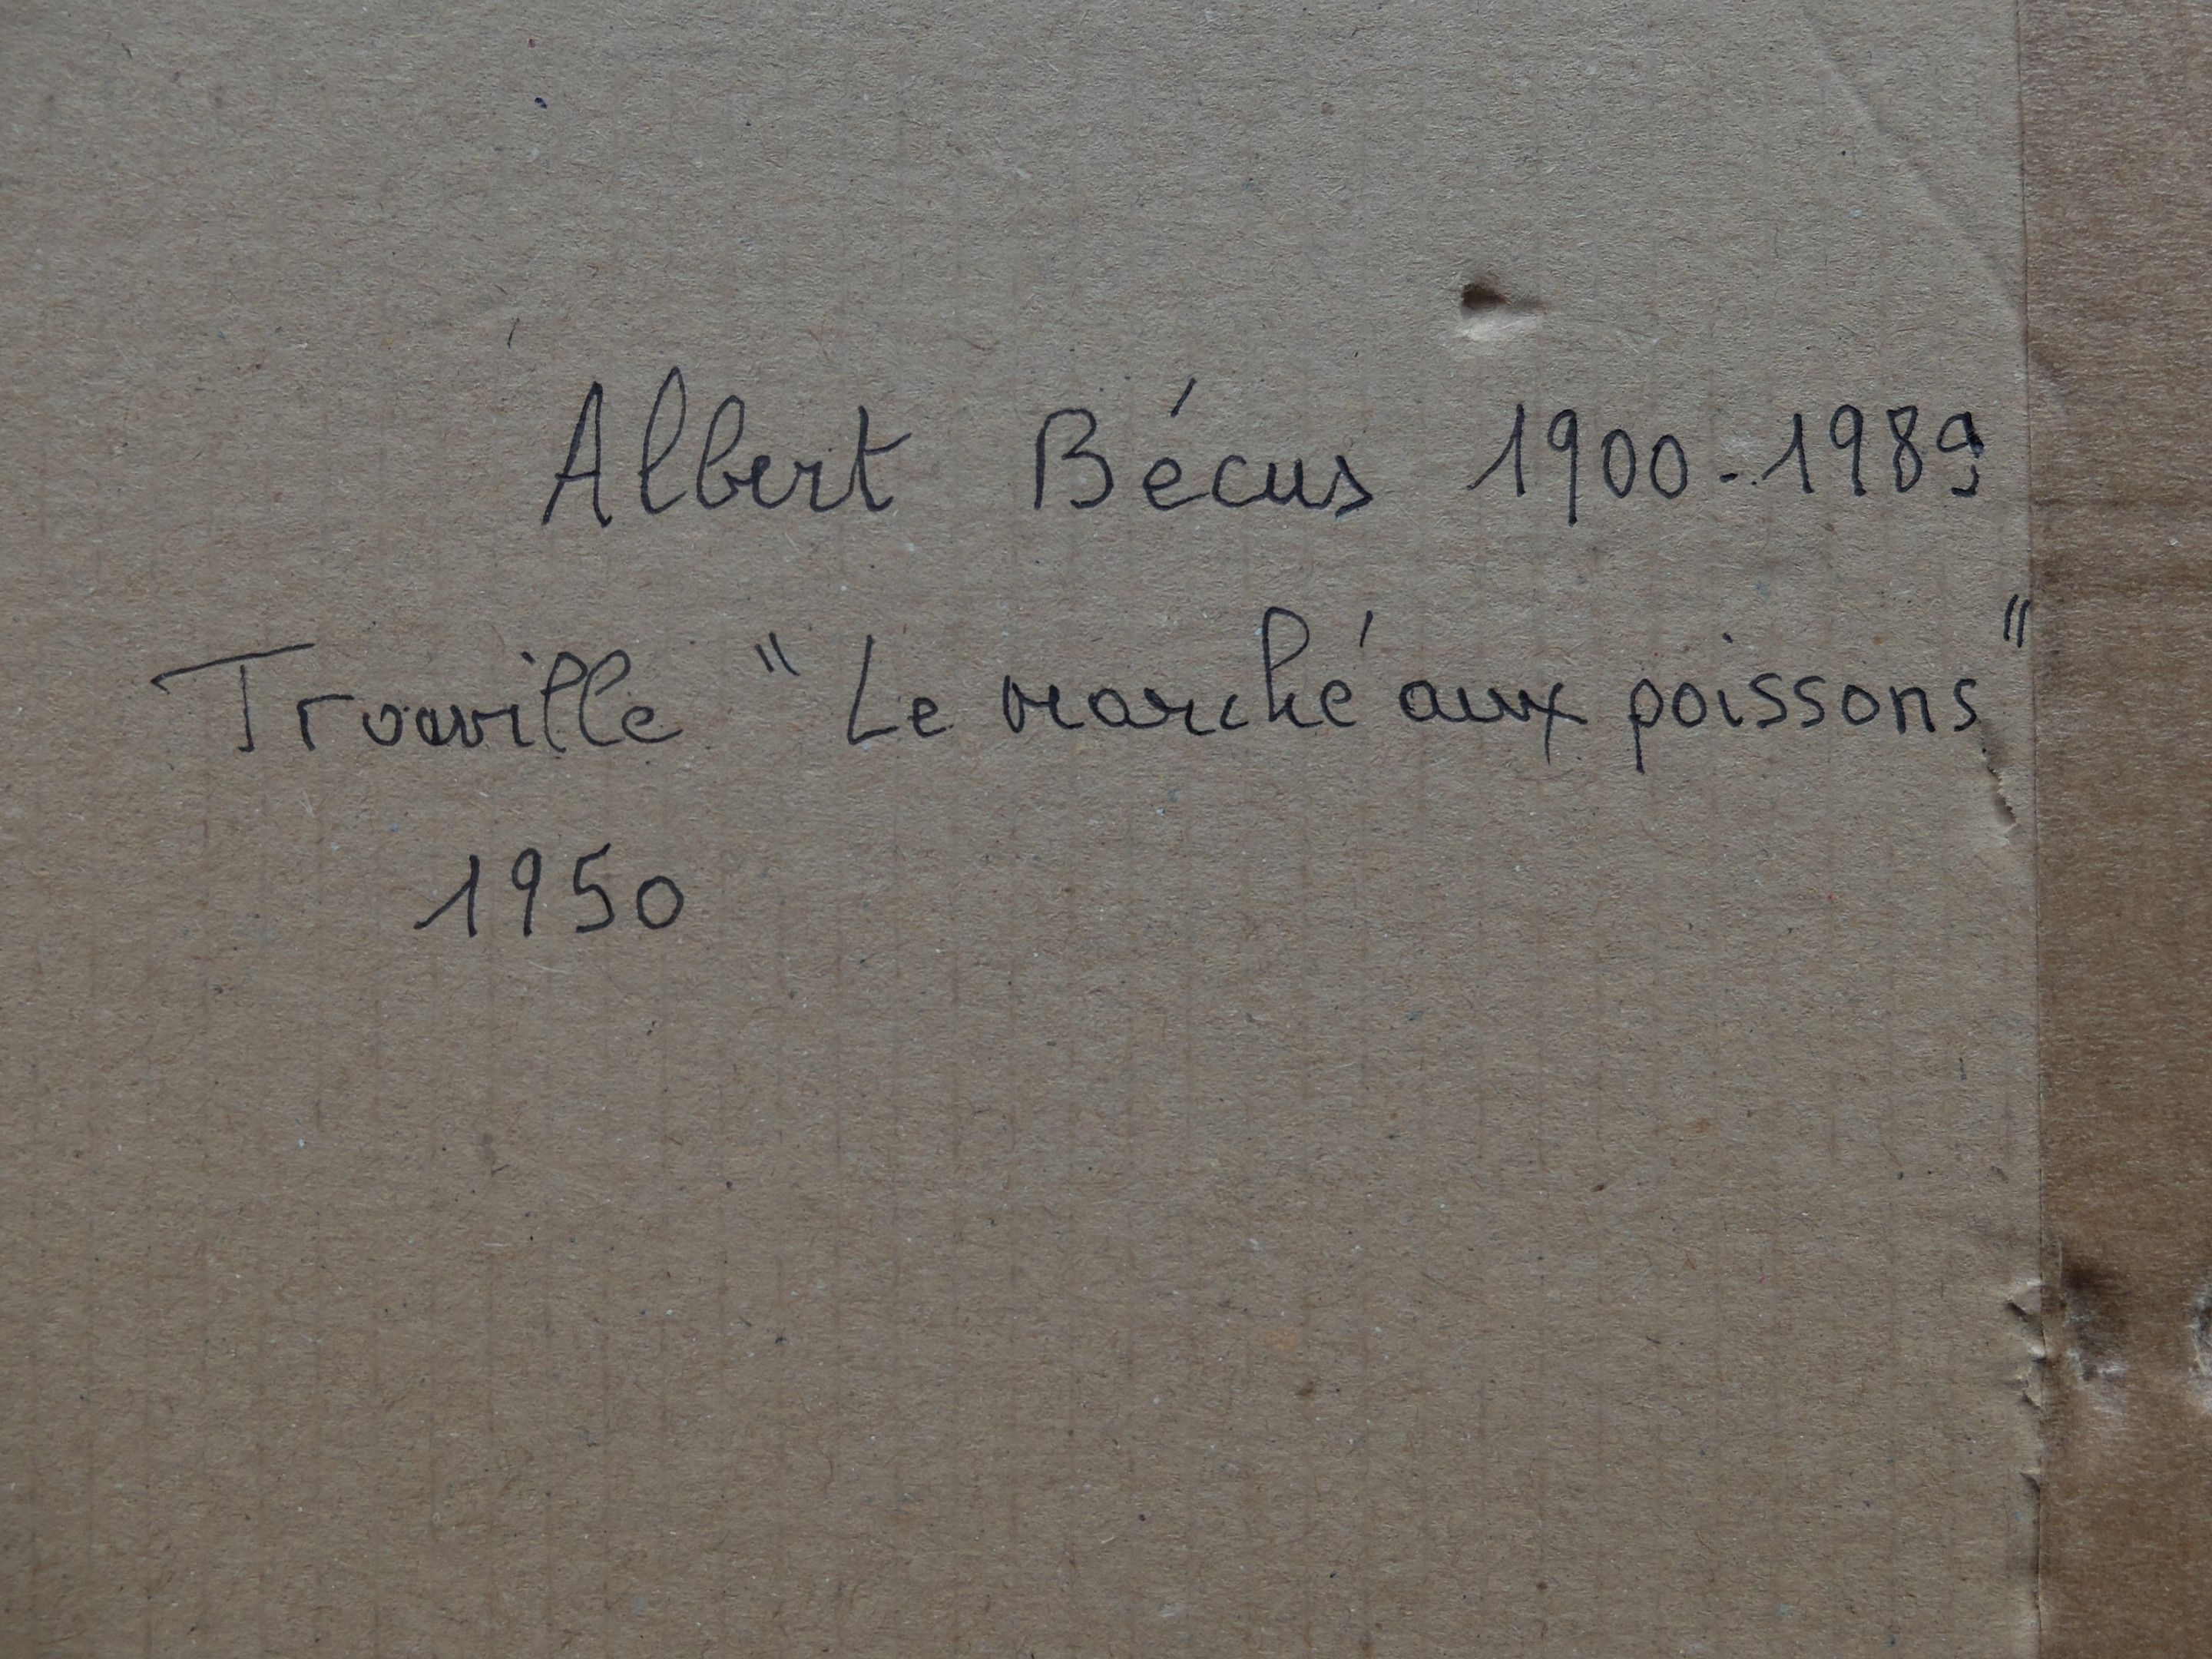 Albert Bécus 1900-1989
Trouville "Le marché aux poissons"
1950